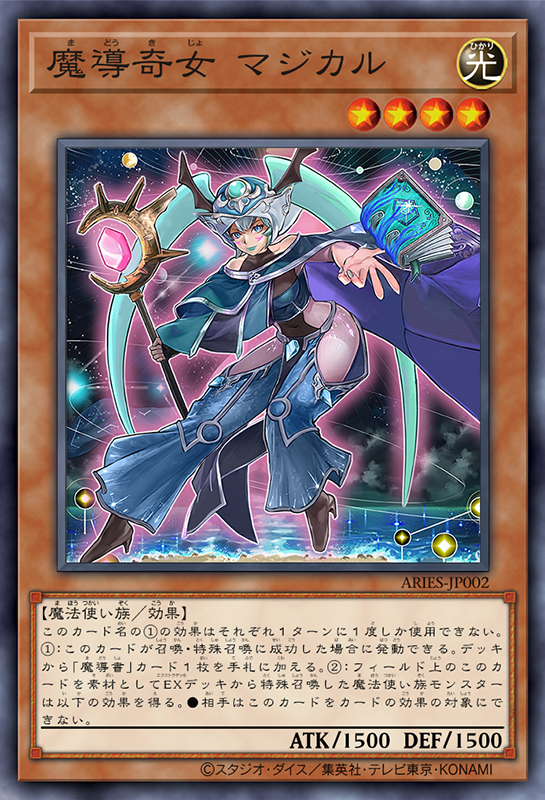 魔導奇女 マジカル
光
ARIES-JP002
【魔法使い族／効果】
このカード名の①の効果はそれぞれ１ターンに１度しか使用できない。
①：このカードが召喚・特殊召喚に成功した場合に発動できる。デッキ
から「魔導書」カード１枚を手札に加える。②：フィールド上のこのカ
ードを素材としてEXデッキから特殊召喚した魔法使い族モンスター
は以下の効果を得る。●相手はこのカードをカードの効果の対象にで
きない。
ATK/1500 DEF/1500
©スタジオ・ダイス／集英社・テレビ東京・KONAMI